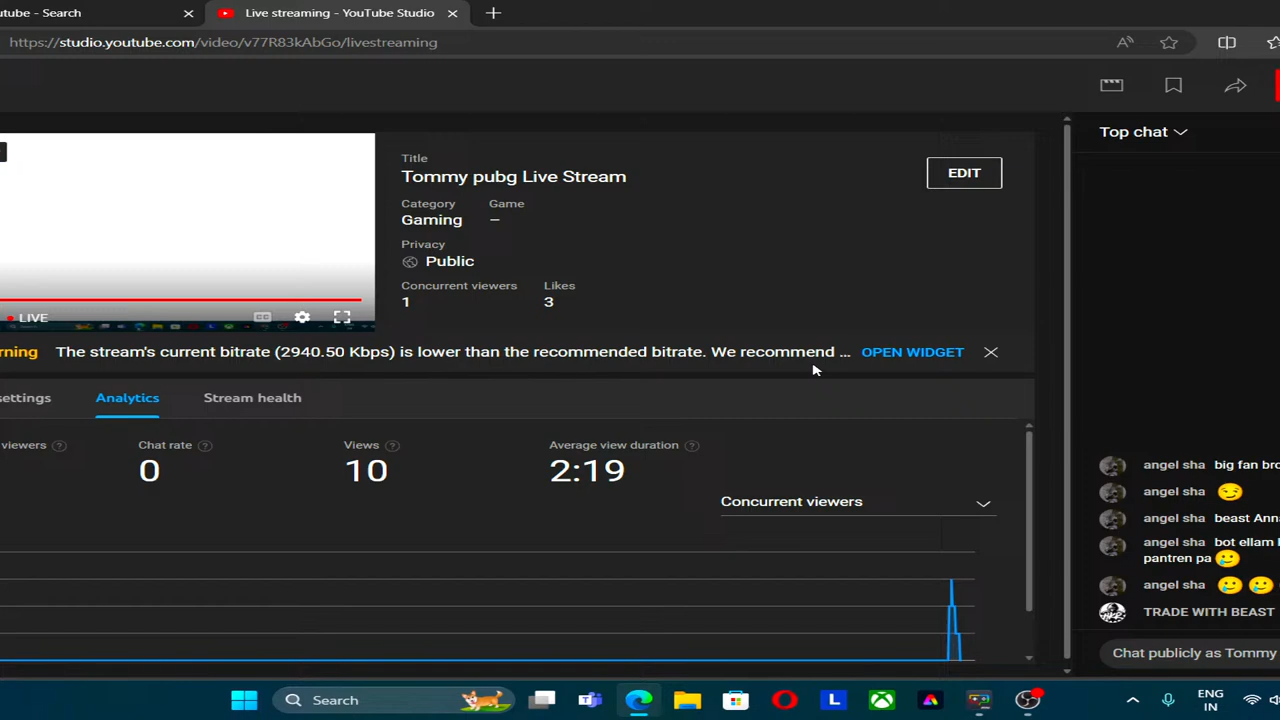 outube - Search
Live streaming - YouTube Studio
https://studio.youtube.com/video/v77R83kAbGo/livestreaming
Top chat
Title
Tommy pubg Live Stream
EDIT
Category Game
Gaming –
Privacy
Public
Concurrent viewers Likes
1 3
LIVE
CC
rning The stream's current bitrate (2940.50 Kbps) is lower than the recommended bitrate. We recommend ... OPEN WIDGET
settings Analytics Stream health
viewers Chat rate Views Average view duration
0 10 2:19
Concurrent viewers
angel sha big fan bro
angel sha 😏
angel sha beast Ann
angel sha bot ellam
pantren pa 🥲
angel sha 🥲 🥲
TRADE WITH BEAST
Chat publicly as Tommy
Search
ENG
IN